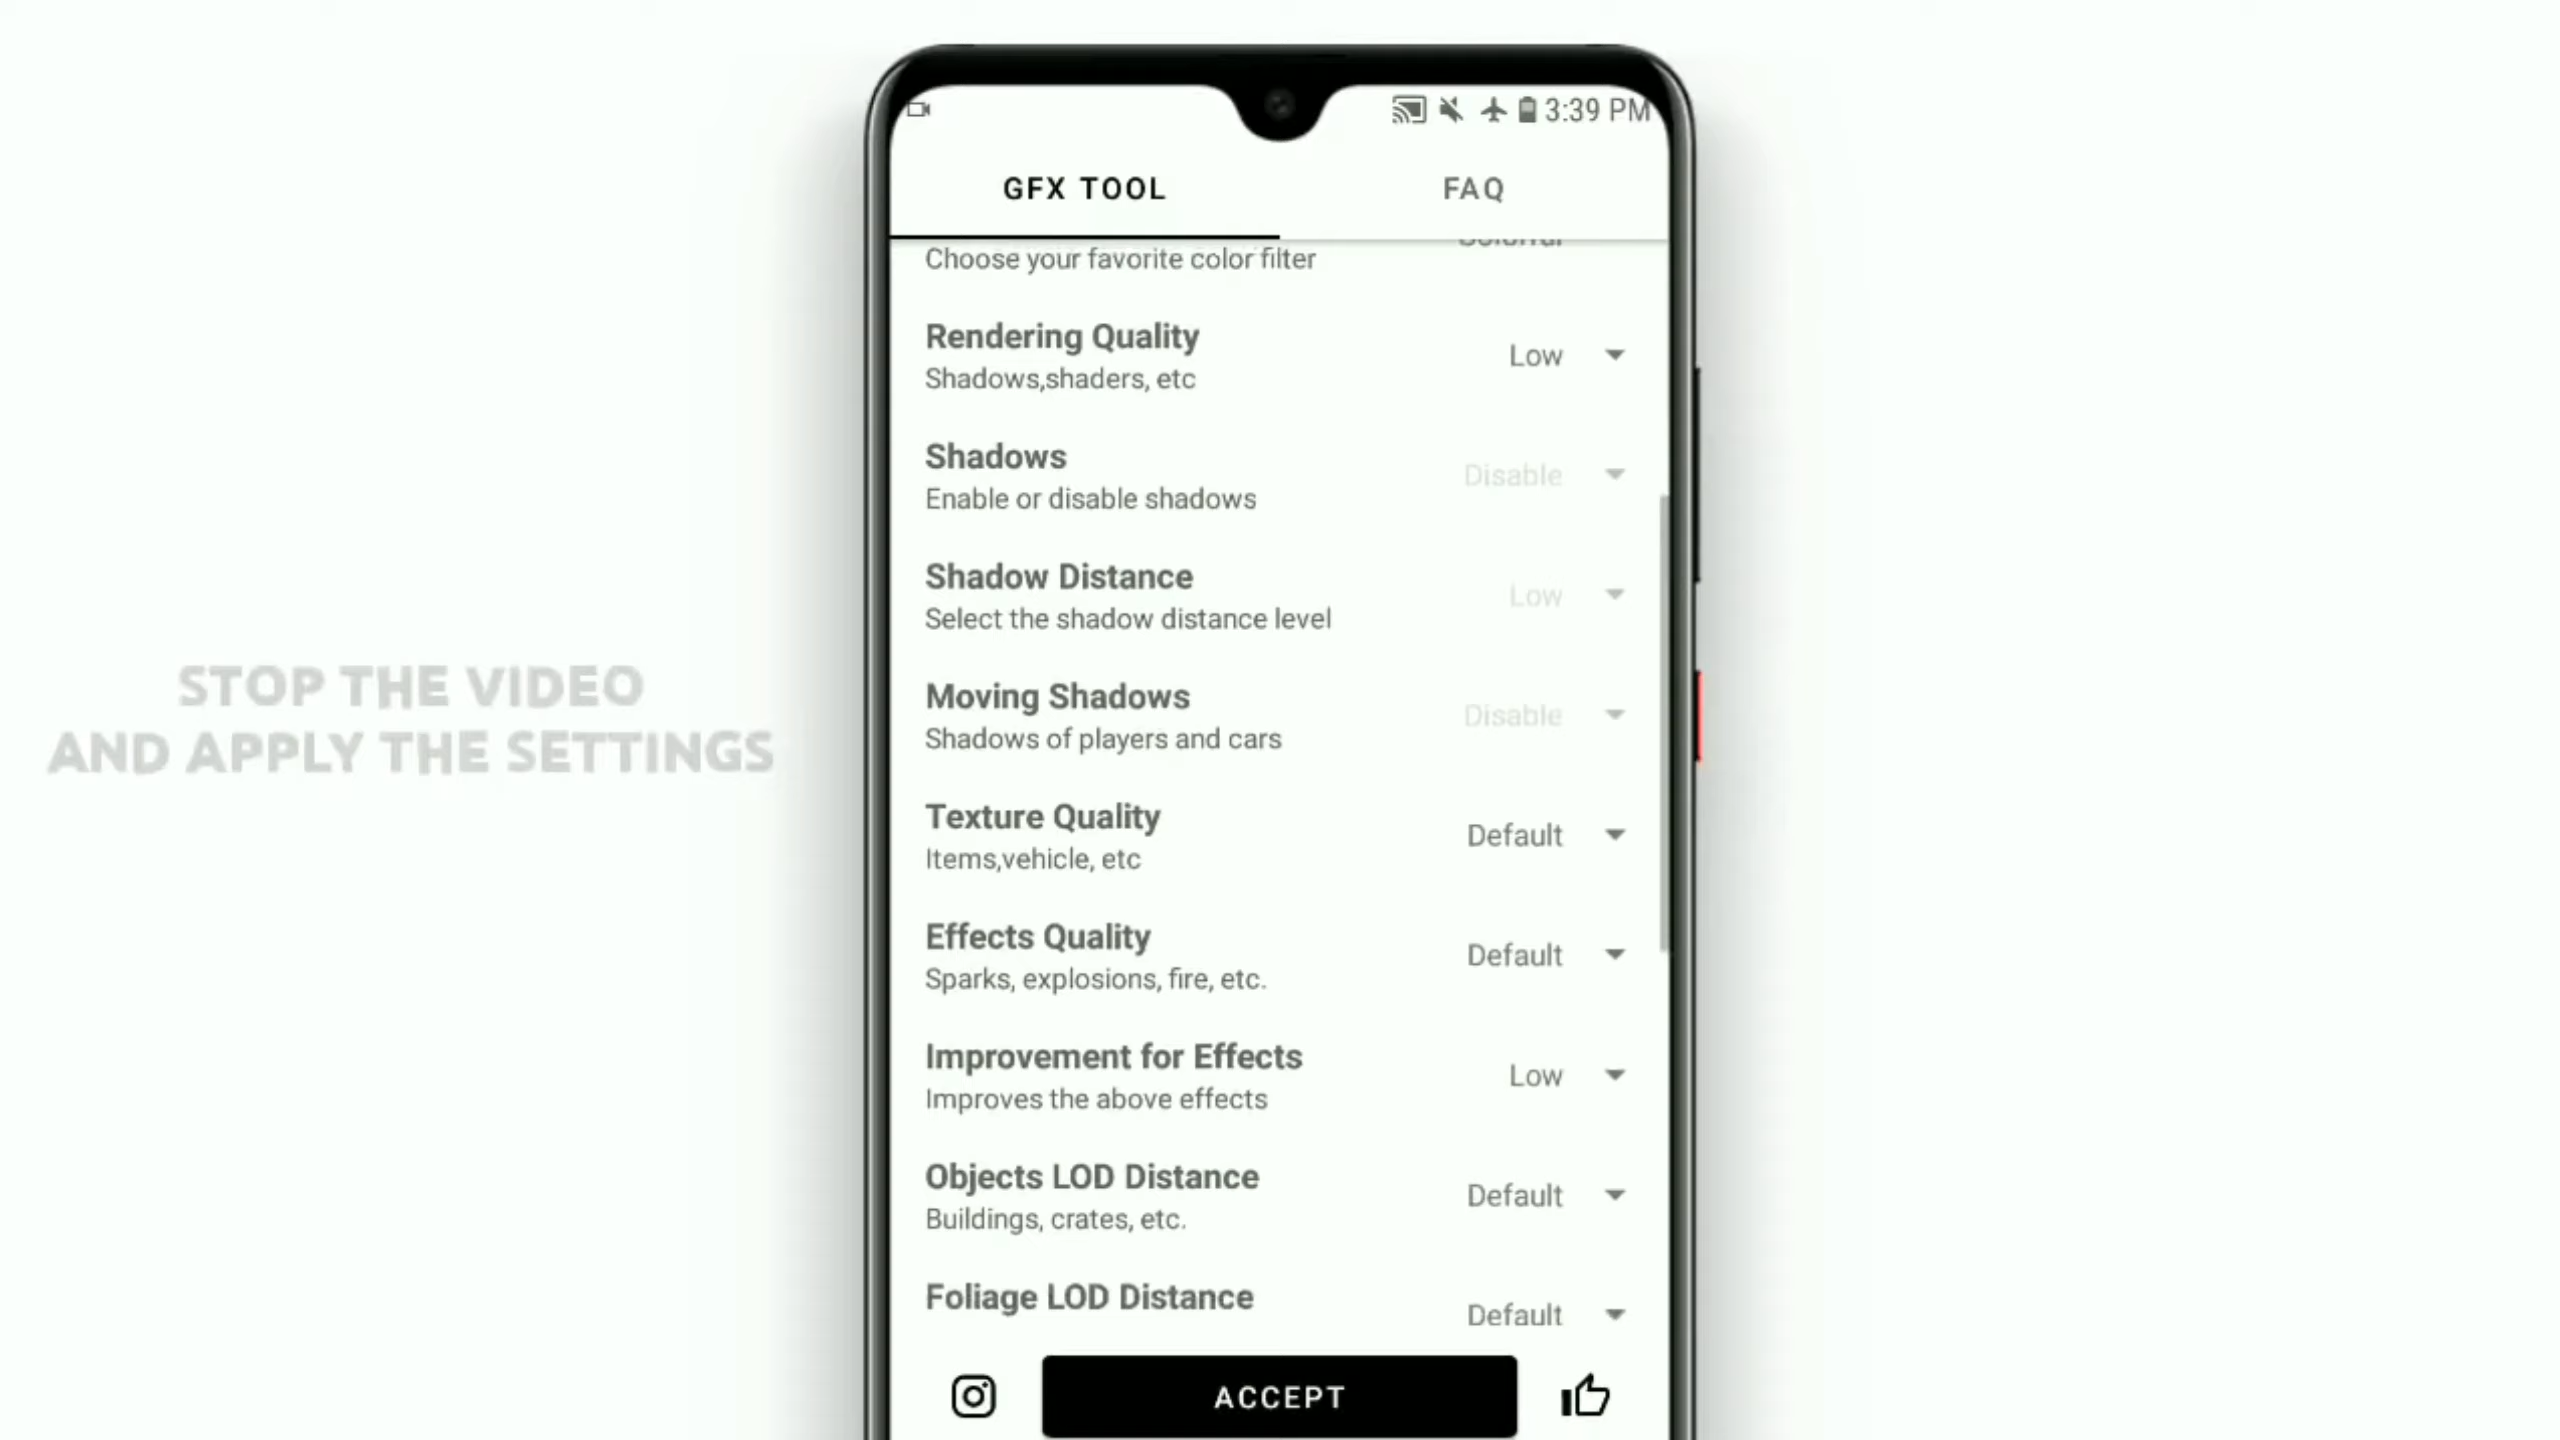 3:39 PM
GFX TOOL
FAQ
Colorful
Choose your favorite color filter
Rendering Quality
Low
Shadows,shaders, etc
Shadows
Disable
Enable or disable shadows
Shadow Distance
Low
Select the shadow distance level
STOP THE VIDEO
AND APPLY THE SETTINGS
Moving Shadows
Disable
Shadows of players and cars
Texture Quality
Default
Items,vehicle, etc
Effects Quality
Default
Sparks, explosions, fire, etc.
Improvement for Effects
Low
Improves the above effects
Objects LOD Distance
Default
Buildings, crates, etc.
Foliage LOD Distance
Default
ACCEPT